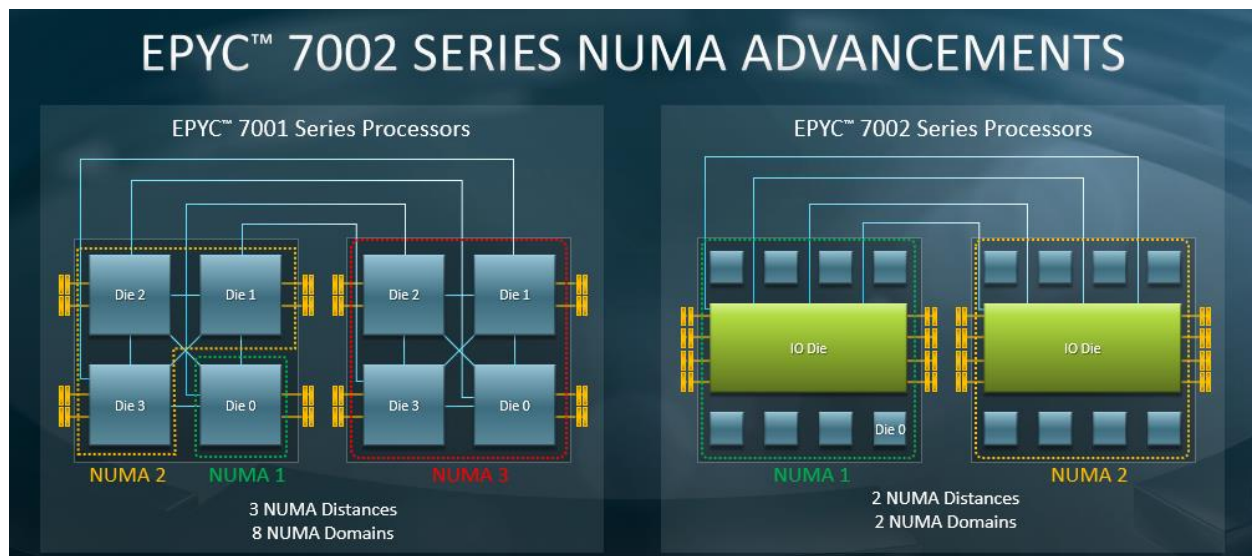 EPYC™ 7002 SERIES NUMA ADVANCEMENTS
EPYC™ 7001 Series Processors
Die 2
Die 1
Die 3
Die 0
NUMA 2
NUMA 1
Die 2
Die 1
Die 3
Die 0
NUMA 3
3 NUMA Distances
8 NUMA Domains
EPYC™ 7002 Series Processors
IO Die
Die 0
NUMA 1
IO Die
NUMA 2
2 NUMA Distances
2 NUMA Domains